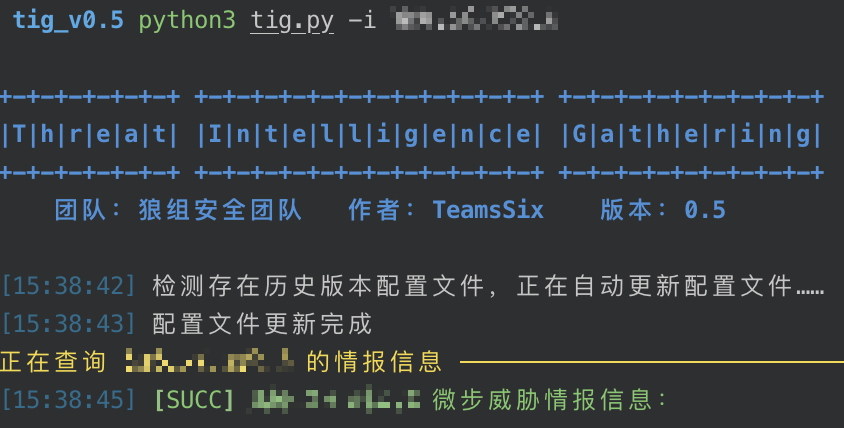 tig_v0.5 python3 tig.py -i
+-+-+-+-+-+-+ +-+-+-+-+-+-+-+-+-+-+-+-+ +-+-+-+-+-+-+-+-+-+
|T|h|r|e|a|t| |I|n|t|e|l|l|i|g|e|n|c|e| |G|a|t|h|e|r|i|n|g|
+-+-+-+-+-+-+ +-+-+-+-+-+-+-+-+-+-+-+-+ +-+-+-+-+-+-+-+-+-+
团队：狼组安全团队 作者：TeamsSix 版本：0.5
[15:38:42] 检测存在历史版本配置文件，正在自动更新配置文件……
[15:38:43] 配置文件更新完成
正在查询 的情报信息
[15:38:45] [SUCC] 微步威胁情报信息：